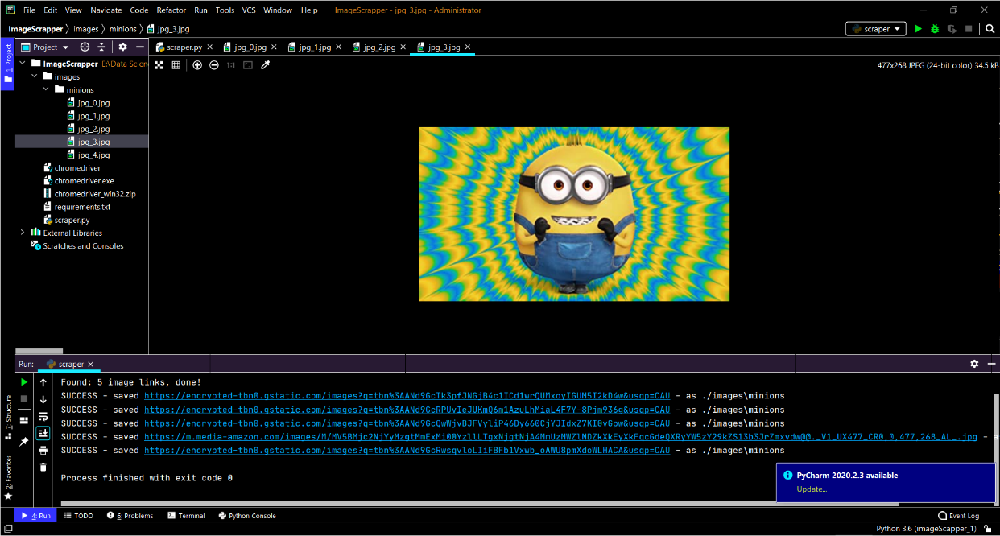 File Edit View Navigate Code Refactor Run Tools VCS Window Help ImageScrapper - jpg_3.jpg - Administrator
ImageScrapper images minions jpg_3.jpg scraper
Project scraper.py jpg_0.jpg jpg_1.jpg jpg_2.jpg jpg_3.jpg
1: Project
1:1 477x268 JPEG (24-bit color) 34.5 kB
ImageScrapper E:\Data Scien
images
minions
jpg_0.jpg
jpg_1.jpg
jpg_2.jpg
jpg_3.jpg
jpg_4.jpg
chromedriver
chromedriver.exe
chromedriver_win32.zip
requirements.txt
scraper.py
External Libraries
Scratches and Consoles
Run: scraper
Found: 5 image links, done!
SUCCESS - saved https://encrypted-tbn0.gstatic.com/images?q=tbn%3AANd9GcTk3pfJNGjB4c1ICd1wrQUMxoyIGUM5I2kD4w&usqp=CAU - as ./images\minions
SUCCESS - saved https://encrypted-tbn0.gstatic.com/images?q=tbn%3AANd9GcRPUvIeJUKmQ6m1AzuLhMiaL4F7Y-8Pjm936g&usqp=CAU - as ./images\minions
SUCCESS - saved https://encrypted-tbn0.gstatic.com/images?q=tbn%3AANd9GcQwWjvBJFVyliP46Dy660CjYJIdxZ7KI0vGpw&usqp=CAU - as ./images\minions
SUCCESS - saved https://m.media-amazon.com/images/M/MV5BMjc2NjYyMzgtMmExMi00YzllLTgxNjgtNjA4MmUzMWZlNDZkXkEyXkFqcGdeQXRyYW5zY29kZS13b3JrZmxvdw@@._V1_UX477_CR0,0,477,268_AL_.jpg - a
SUCCESS - saved https://encrypted-tbn0.gstatic.com/images?q=tbn%3AANd9GcRwsqvloLIiFBFb1Vxwb_oAWU8pmXdoWLHACA&usqp=CAU - as ./images\minions
Process finished with exit code 0
Z: Structure
2: Favorites
PyCharm 2020.2.3 available
Update...
4: Run TODO 6: Problems Terminal Python Console Event Log
Python 3.6 (imageScapper_1)